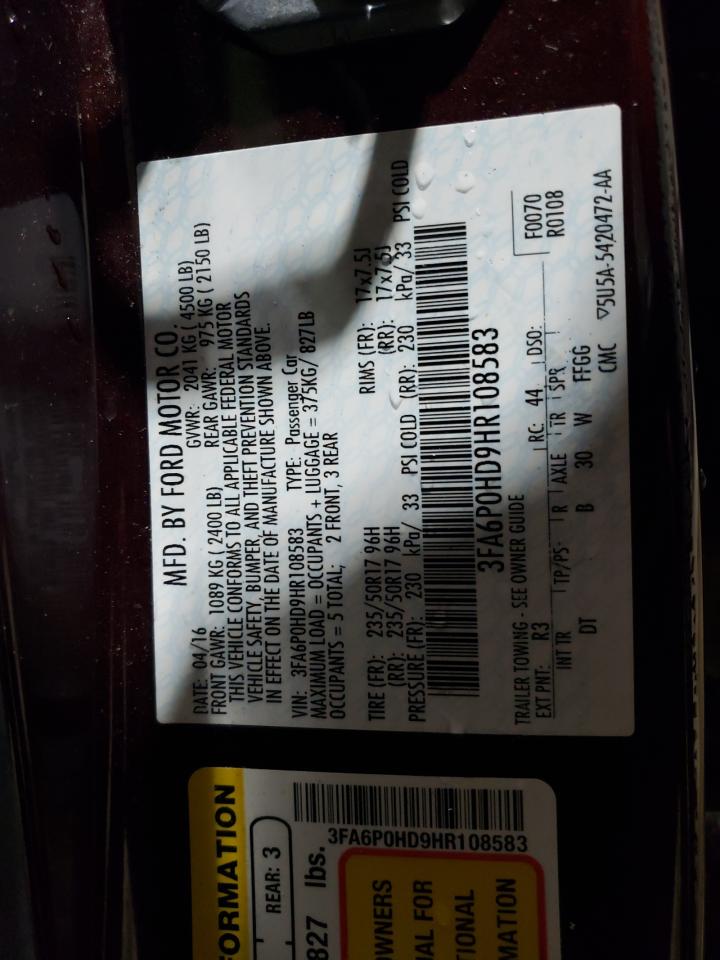 MFD. BY FORD MOTOR CO.
DATE: 04/16 GVWR: 2041 KG ( 4500 LB)
FRONT GAWR: 1089 KG ( 2400 LB) REAR GAWR: 975 KG ( 2150 LB)
THIS VEHICLE CONFORMS TO ALL APPLICABLE FEDERAL MOTOR
VEHICLE SAFETY, BUMPER, AND THEFT PREVENTION STANDARDS
IN EFFECT ON THE DATE OF MANUFACTURE SHOWN ABOVE.
VIN: 3FA6P0HD9HR108583 TYPE: Passenger Car
MAXIMUM LOAD = OCCUPANTS + LUGGAGE = 375KG/ 827LB
OCCUPANTS = 5 TOTAL; 2 FRONT, 3 REAR
TIRE (FR): 235/50R17 96H RIMS (FR): 17x7.5J
(RR): 235/50R17 96H (RR): 17x7.5J
PRESSURE (FR): 230 kPa/ 33 PSI COLD (RR): 230 kPa/ 33 PSI COLD
3FA6P0HD9HR108583
TRAILER TOWING - SEE OWNER GUIDE
F0070
R0108
EXT PNT: R3 RC: 44 DSO:
INT TR TP/PS R AXLE TR SPR
DT B 30 W FFGG
CMC ▽5U5A-5420472-AA
FORMATION
REAR: 3
3FA6P0HD9HR108583
827 lbs.
OWNERS
AL FOR
TIONAL
MATION